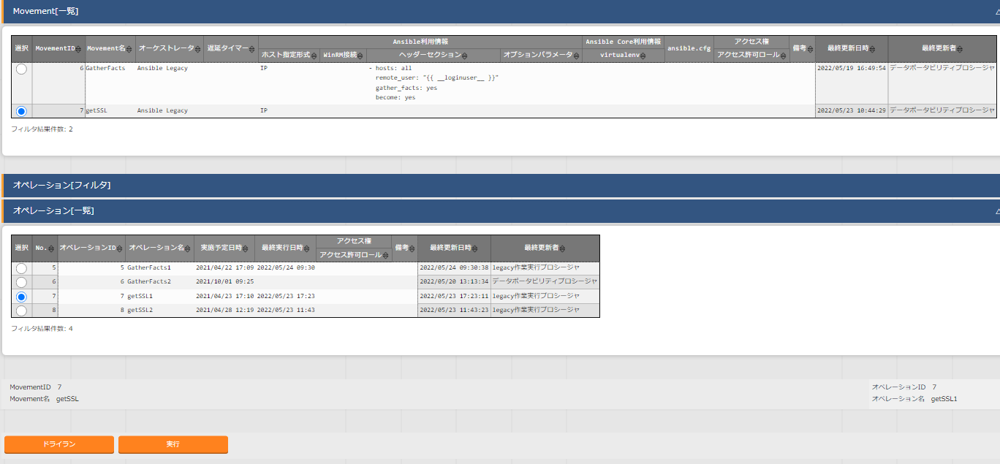 Movement[一覧]
選択 MovementID Movement名 オーケストレータ 遅延タイマー Ansible利用情報 Ansible Core利用情報 ansible.cfg アクセス権 備考 最終更新日時 最終更新者
ホスト指定形式 WinRM接続 ヘッダーセクション オプションパラメータ virtualenv アクセス許可ロール
6 GatherFacts Ansible Legacy IP - hosts: all 2022/05/19 16:49:54 データポータビリティプロシージャ
remote_user: "{{ __loginuser__ }}"
gather_facts: yes
become: yes
7 getSSL Ansible Legacy IP 2022/05/23 10:44:29 データポータビリティプロシージャ
フィルタ結果件数: 2
オペレーション[フィルタ]
オペレーション[一覧]
選択 No. オペレーションID オペレーション名 実施予定日時 最終実行日時 アクセス権 備考 最終更新日時 最終更新者
アクセス許可ロール
5 5 GatherFacts1 2021/04/22 17:09 2022/05/24 09:30 2022/05/24 09:30:38 legacy作業実行プロシージャ
6 6 GatherFacts2 2021/10/01 09:25 2022/05/20 13:13:34 データポータビリティプロシージャ
7 7 getSSL1 2021/04/23 17:10 2022/05/23 17:23 2022/05/23 17:23:11 legacy作業実行プロシージャ
8 8 getSSL2 2021/04/28 12:19 2022/05/23 11:43 2022/05/23 11:43:23 legacy作業実行プロシージャ
フィルタ結果件数: 4
MovementID 7 オペレーションID 7
Movement名 getSSL オペレーション名 getSSL1
ドライラン 実行